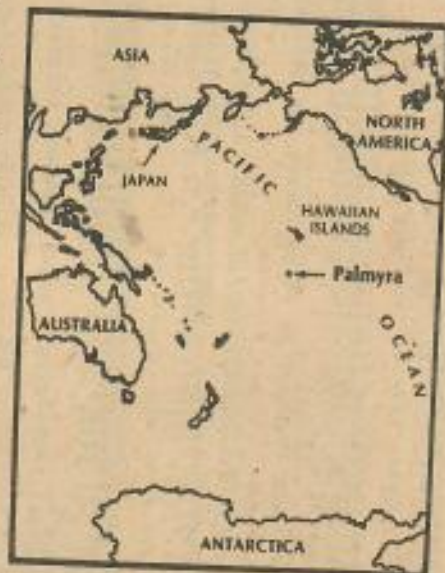 ASIA
NORTH
AMERICA
PACIFIC
JAPAN
HAWAIIAN
ISLANDS
Palmyra
AUSTRALIA
OCEAN
ANTARCTICA